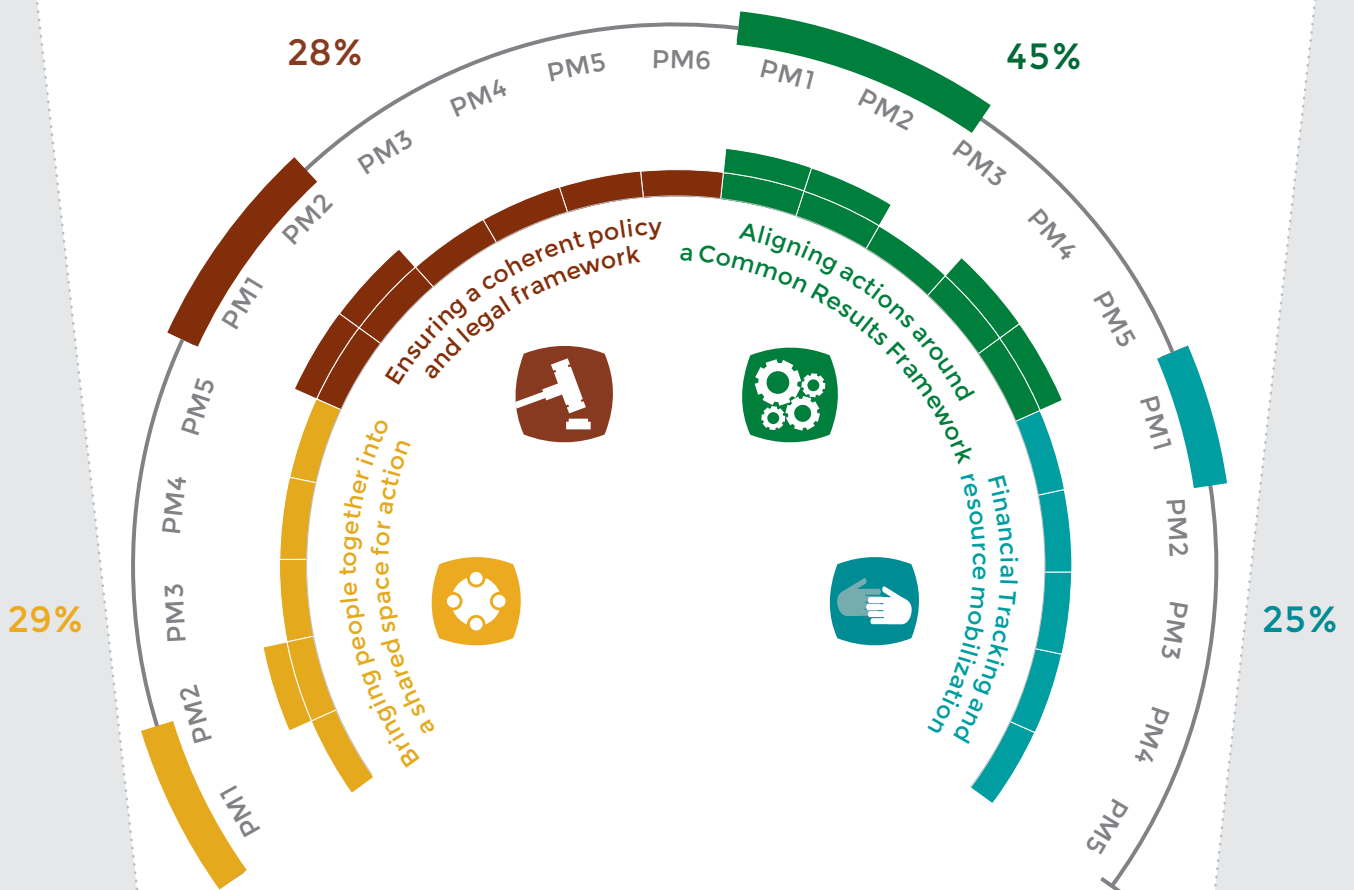 28%
45%
29%
25%
PM1
PM2
PM3
PM4
PM5
PM1
PM2
PM3
PM4
PM5
PM6
PM1
PM2
PM3
PM4
PM5
PM1
PM2
PM3
PM4
PM5
Bringing people together into
a shared space for action
Ensuring a coherent policy
and legal framework
Aligning actions around
a Common Results Framework
Financial Tracking and
resource mobilization